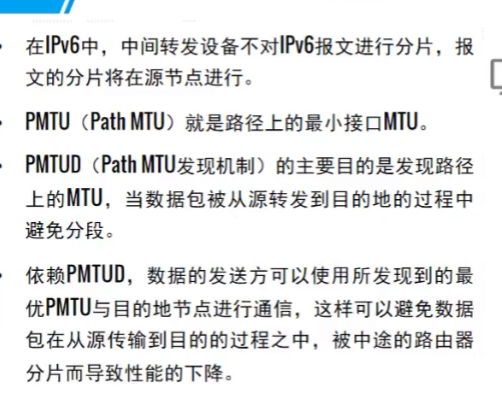 在IPv6中，中间转发设备不对IPv6报文进行分片，报
文的分片将在源节点进行。
PMTU（Path MTU）就是路径上的最小接口MTU。
PMTUD（Path MTU发现机制）的主要目的是发现路径
上的MTU，当数据包被从源转发到目的地的过程中
避免分段。
依赖PMTUD，数据的发送方可以使用所发现到的最
优PMTU与目的地节点进行通信，这样可以避免数据
包在从源传输到目的的过程之中，被中途的路由器
分片而导致性能的下降。